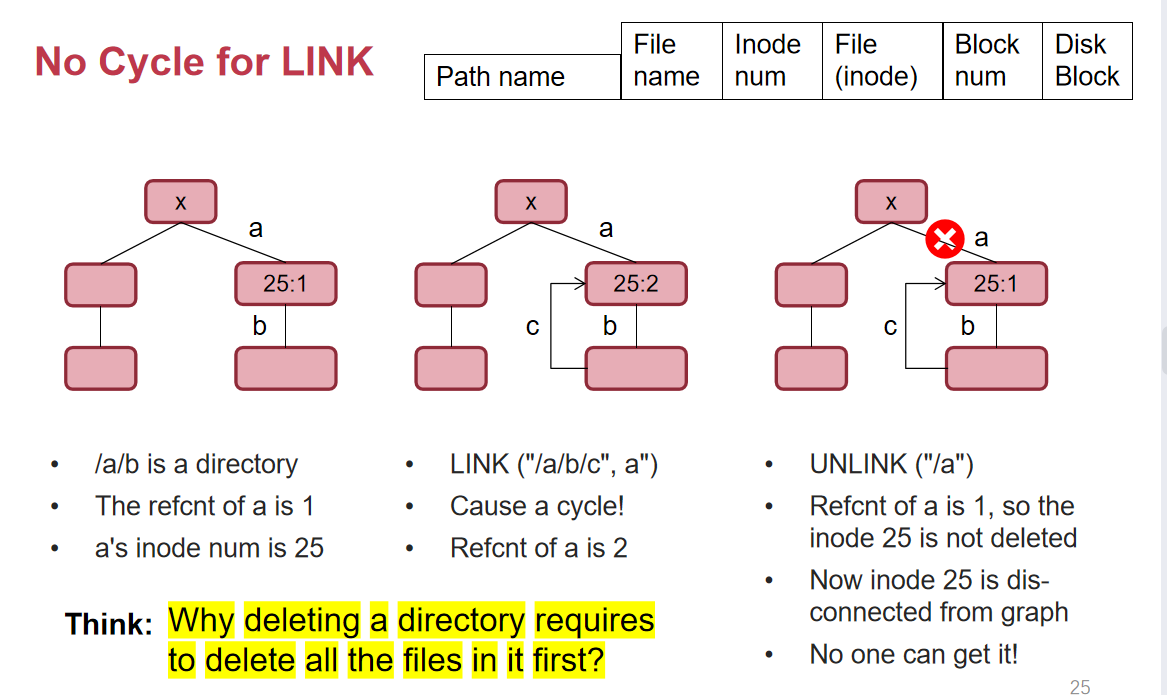 No Cycle for LINK
Path name
File
name
Inode
num
File
(inode)
Block
num
Disk
Block
x
a
25:1
b
x
a
25:2
c
b
x
a
25:1
c
b
• /a/b is a directory
• The refcnt of a is 1
• a's inode num is 25
• LINK ("/a/b/c", a")
• Cause a cycle!
• Refcnt of a is 2
• UNLINK ("/a")
• Refcnt of a is 1, so the
inode 25 is not deleted
• Now inode 25 is dis-
connected from graph
• No one can get it!
Think: Why deleting a directory requires
to delete all the files in it first?
25